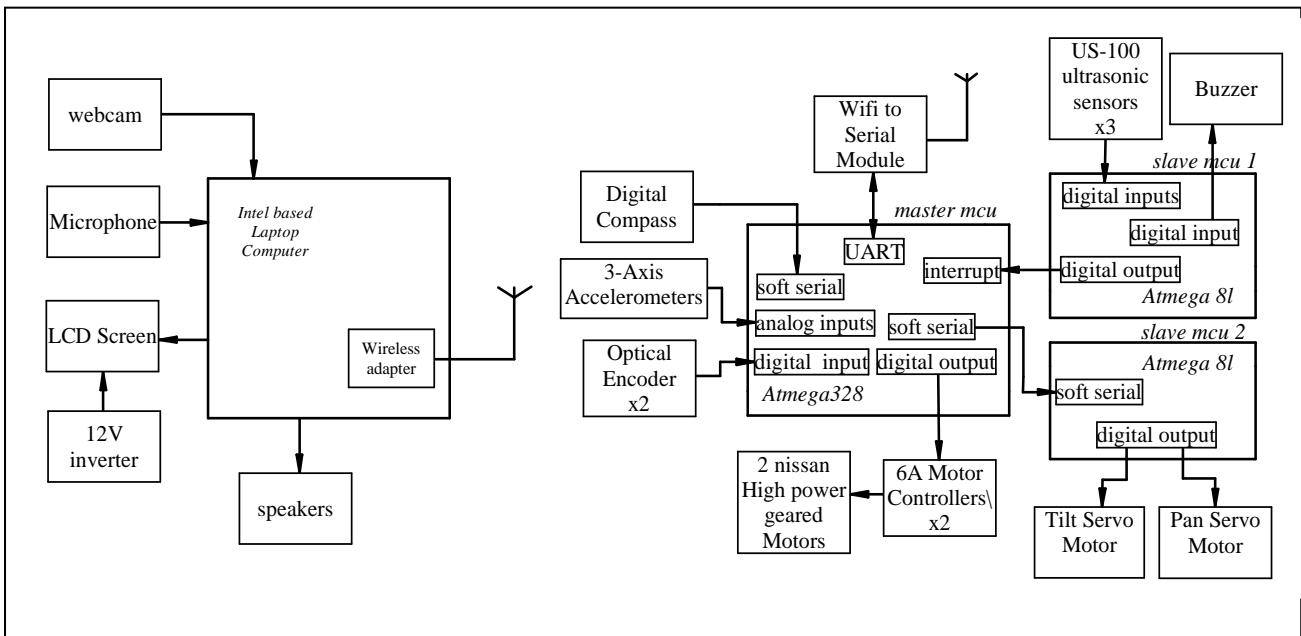 webcam
Microphone
LCD Screen
12V
inverter
Intel based
Laptop
Computer
Wireless
adapter
speakers
Wifi to
Serial
Module
Digital
Compass
3-Axis
Accelerometers
Optical
Encoder
x2
master mcu
UART
interrupt
soft serial
analog inputs
soft serial
digital input
digital output
Atmega328
2 nissan
High power
geared
Motors
6A Motor
Controllers\
x2
US-100
ultrasonic
sensors
x3
Buzzer
slave mcu 1
digital inputs
digital input
digital output
Atmega 8l
slave mcu 2
Atmega 8l
soft serial
digital output
Tilt Servo
Motor
Pan Servo
Motor